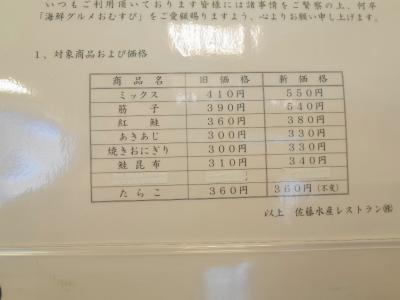 いつもご利用頂いております皆様には諸事情をご賢察の上、何卒
「海鮮グルメおむすび」をご愛顧賜りますよう、心よりお願い申し上げます。
1、対象商品および価格
商品名 旧価格 新価格
ミックス 410円 550円
筋子 390円 540円
紅鮭 360円 380円
あきあじ 300円 330円
焼きおにぎり 300円 330円
鮭昆布 310円 340円
たらこ 360円 360円(不変)
以上 佐藤水産レストラン㈱